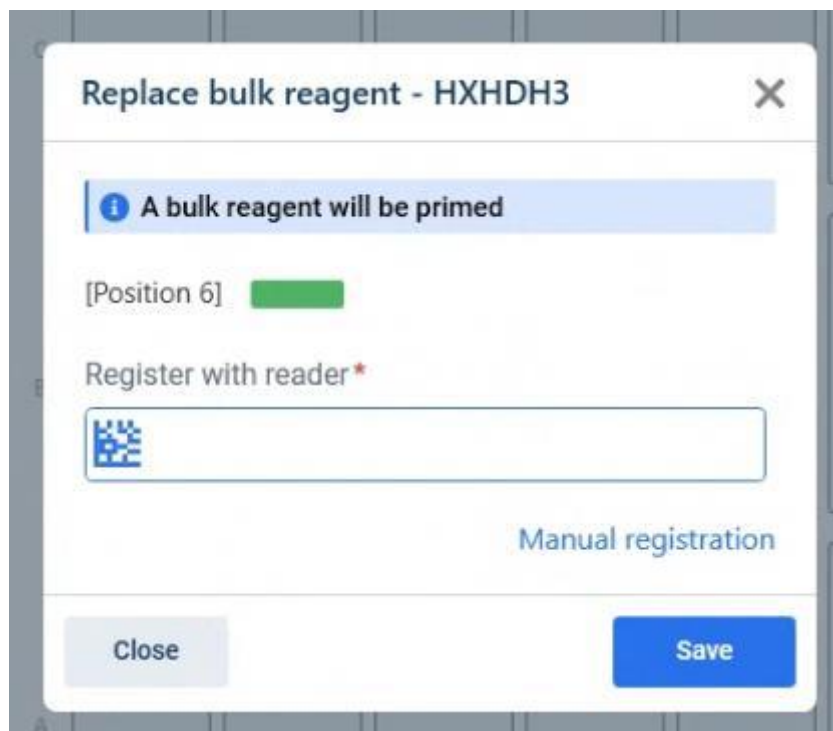 Replace bulk reagent - HXHDH3
A bulk reagent will be primed
[Position 6]
Register with reader*
Manual registration
Close
Save